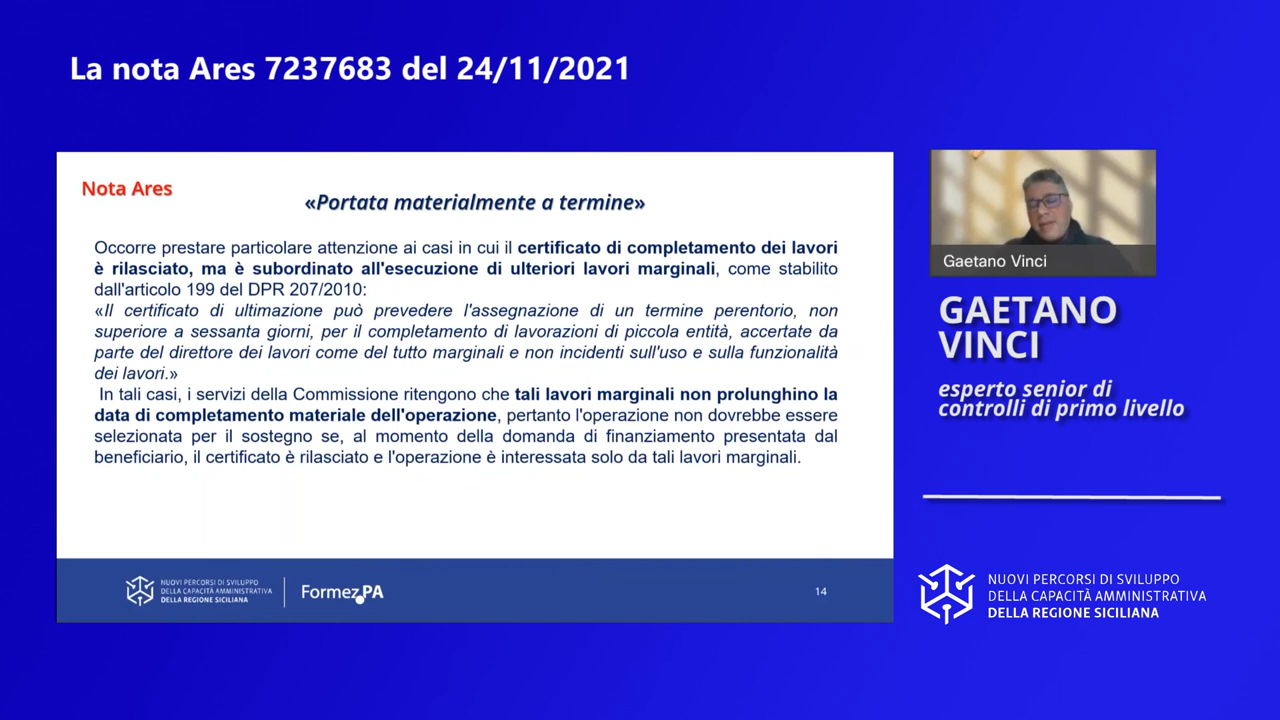 La nota Ares 7237683 del 24/11/2021
Nota Ares
«Portata materialmente a termine»
Occorre prestare particolare attenzione ai casi in cui il certificato di completamento dei lavori
è rilasciato, ma è subordinato all'esecuzione di ulteriori lavori marginali, come stabilito
dall'articolo 199 del DPR 207/2010:
«Il certificato di ultimazione può prevedere l'assegnazione di un termine perentorio, non
superiore a sessanta giorni, per il completamento di lavorazioni di piccola entità, accertate da
parte del direttore dei lavori come del tutto marginali e non incidenti sull'uso e sulla funzionalità
dei lavori.»
In tali casi, i servizi della Commissione ritengono che tali lavori marginali non prolunghino la
data di completamento materiale dell'operazione, pertanto l'operazione non dovrebbe essere
selezionata per il sostegno se, al momento della domanda di finanziamento presentata dal
beneficiario, il certificato è rilasciato e l'operazione è interessata solo da tali lavori marginali.
NUOVI PERCORSI DI SVILUPPO
DELLA CAPACITÀ AMMINISTRATIVA
DELLA REGIONE SICILIANA
FormezPA
14
Gaetano Vinci
GAETANO
VINCI
esperto senior di
controlli di primo livello
NUOVI PERCORSI DI SVILUPPO
DELLA CAPACITÀ AMMINISTRATIVA
DELLA REGIONE SICILIANA